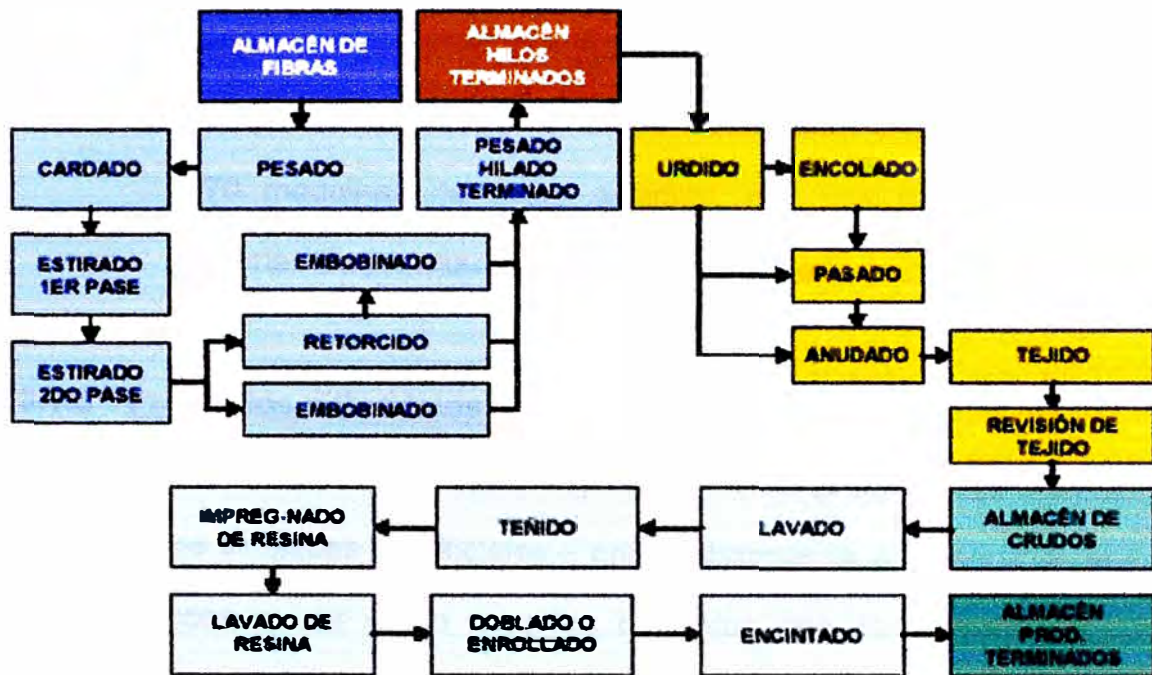 ALMACÉN DE
FIBRAS
ALMACÉN
HILOS
TERMINADOS
CARDADO
PESADO
PESADO
HILADO
TERMINADO
URDIDO
ENCOLADO
ESTIRADO
1ER PASE
EMBOBINADO
PASADO
ESTIRADO
2DO PASE
RETORCIDO
ANUDADO
TEJIDO
EMBOBINADO
REVISIÓN DE
TEJIDO
IMPREG-NADO
DE RESINA
TEÑIDO
LAVADO
ALMACÉN DE
CRUDOS
LAVADO DE
RESINA
DOBLADO O
ENROLLADO
ENCINTADO
ALMACÉN
PROD.
TERMINADOS